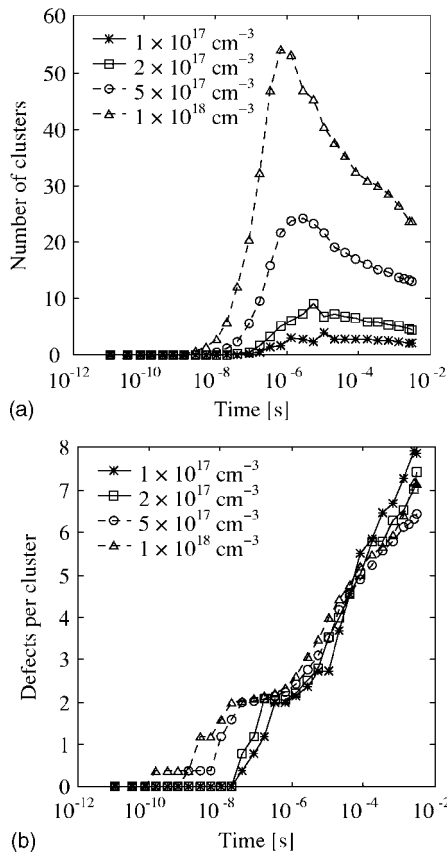 60
50
40
30
20
10
0
Number of clusters
1 × 10^17 cm^−3
2 × 10^17 cm^−3
5 × 10^17 cm^−3
1 × 10^18 cm^−3
10^−12 10^−10 10^−8 10^−6 10^−4 10^−2
(a) Time [s]
8
7
6
5
4
3
2
1
0
Defects per cluster
1 × 10^17 cm^−3
2 × 10^17 cm^−3
5 × 10^17 cm^−3
1 × 10^18 cm^−3
10^−12 10^−10 10^−8 10^−6 10^−4 10^−2
(b) Time [s]